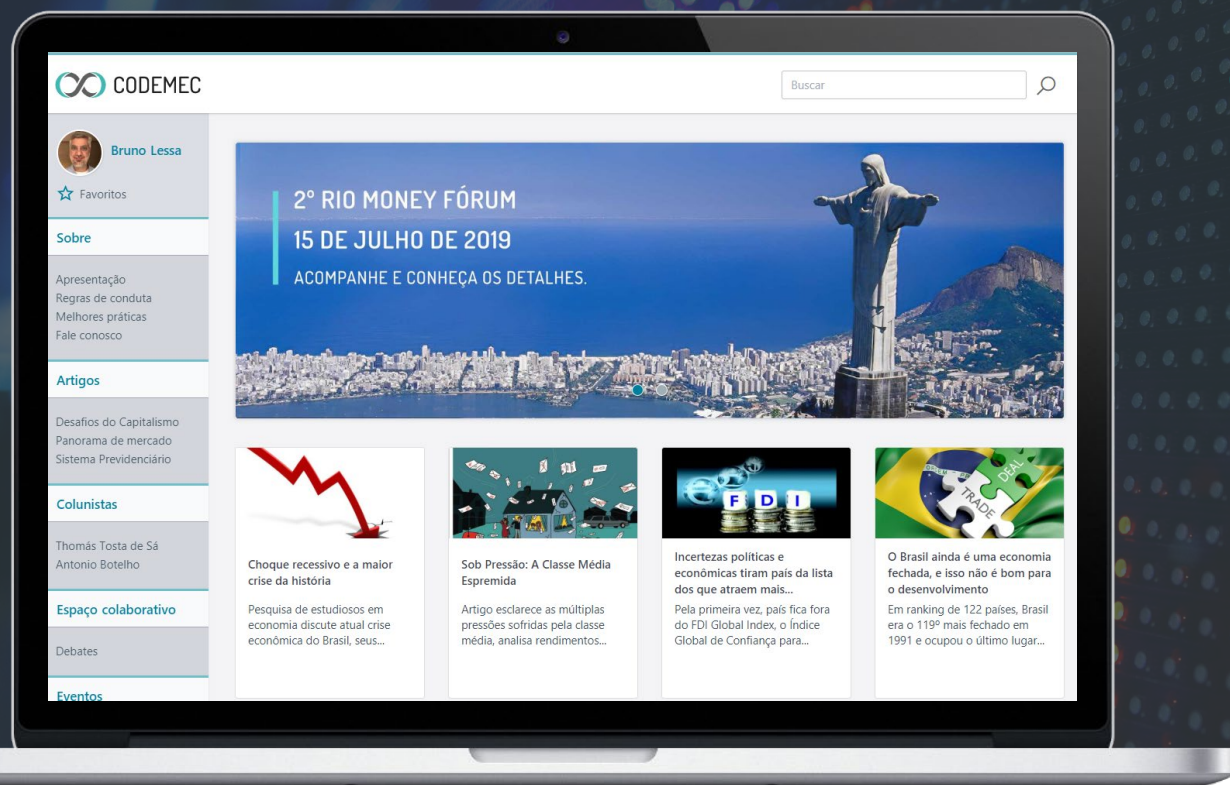 CODEMEC
Buscar
Bruno Lessa
Favoritos
Sobre
Apresentação
Regras de conduta
Melhores práticas
Fale conosco
Artigos
Desafios do Capitalismo
Panorama de mercado
Sistema Previdenciário
Colunistas
Thomás Tosta de Sá
Antonio Botelho
Espaço colaborativo
Debates
Eventos
2º RIO MONEY FÓRUM
15 DE JULHO DE 2019
ACOMPANHE E CONHEÇA OS DETALHES.
Choque recessivo e a maior
crise da história
Pesquisa de estudiosos em
economia discute atual crise
econômica do Brasil, seus...
Sob Pressão: A Classe Média
Espremida
Artigo esclarece as múltiplas
pressões sofridas pela classe
média, analisa rendimentos...
FDI
Incertezas políticas e
econômicas tiram país da lista
dos que atraem mais...
Pela primeira vez, país fica fora
do FDI Global Index, o Índice
Global de Confiança para...
DEAL
TRADE
O Brasil ainda é uma economia
fechada, e isso não é bom para
o desenvolvimento
Em ranking de 122 países, Brasil
era o 119º mais fechado em
1991 e ocupou o último lugar...